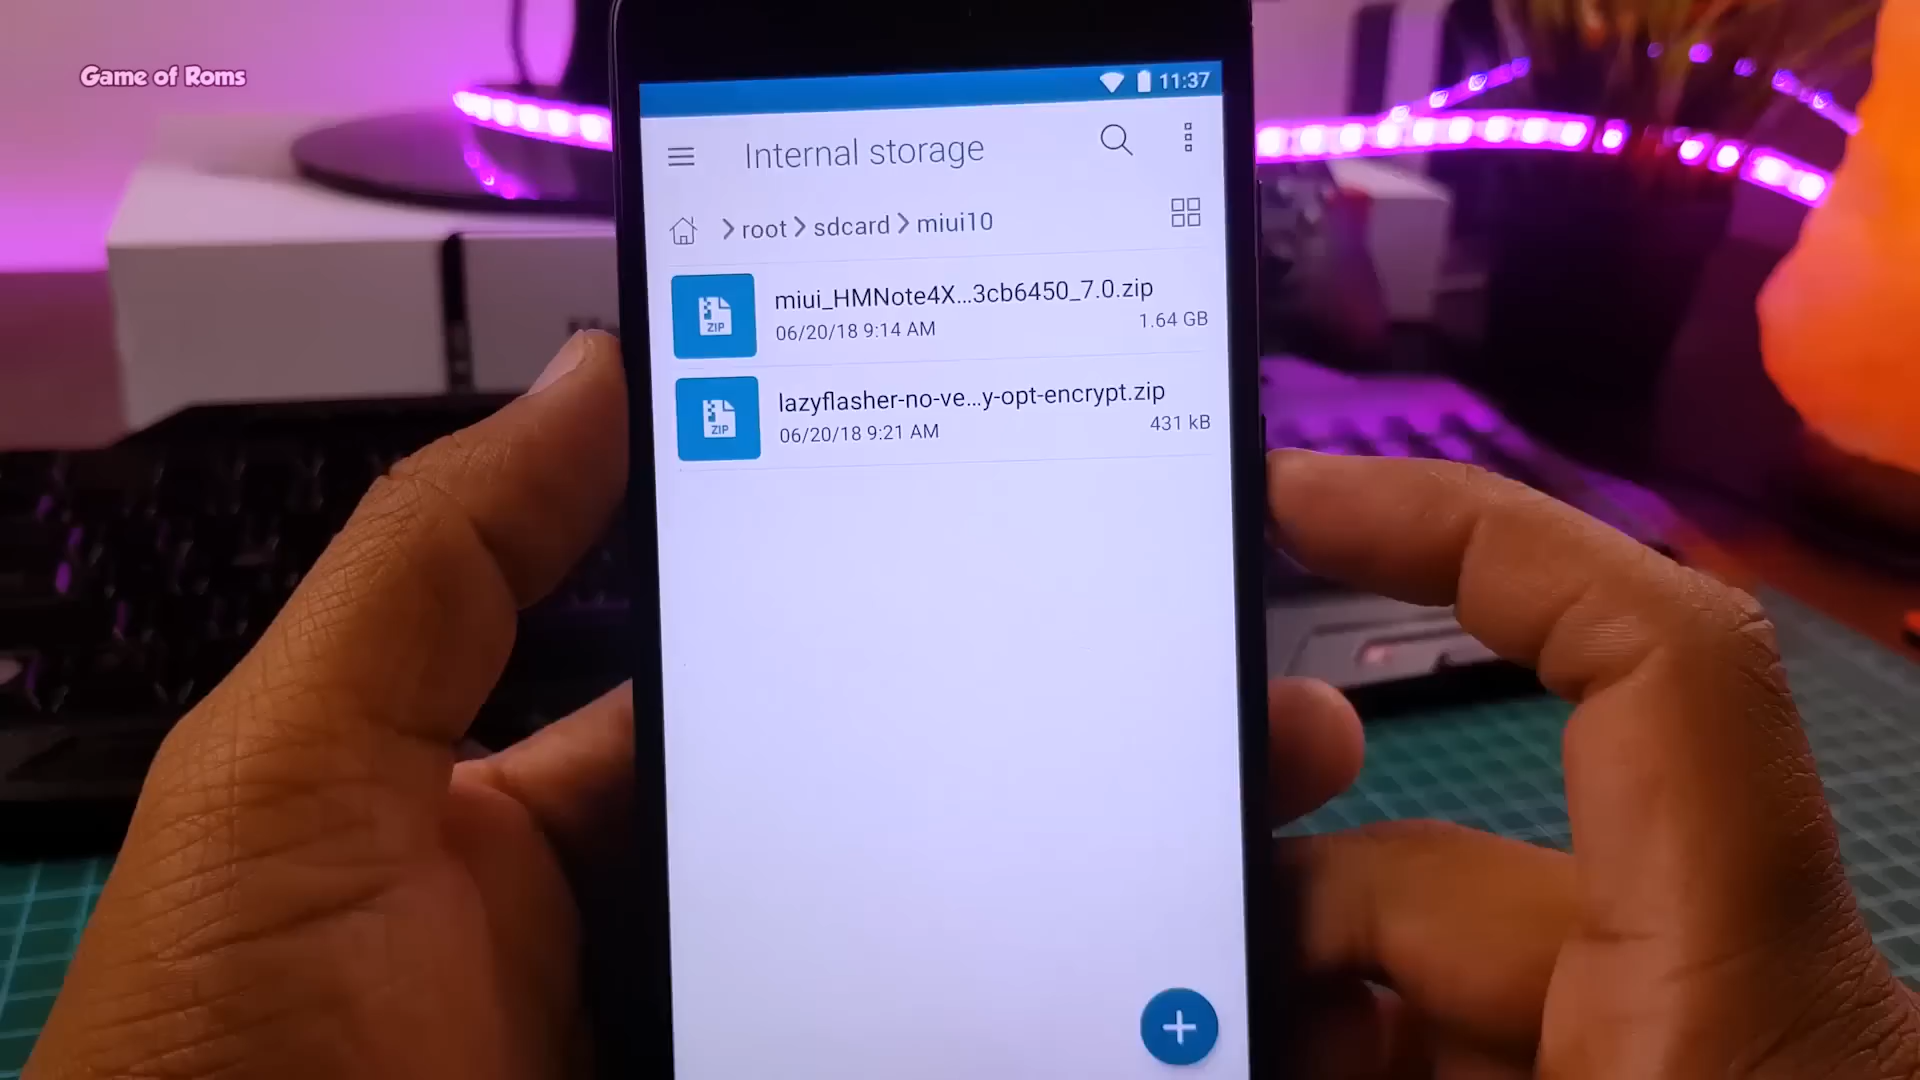 Game of Roms
11:37
Internal storage
root sdcard miui10
miui_HMNote4X...3cb6450_7.0.zip
ZIP
06/20/18 9:14 AM 1.64 GB
lazyflasher-no-ve...y-opt-encrypt.zip
ZIP
06/20/18 9:21 AM 431 kB